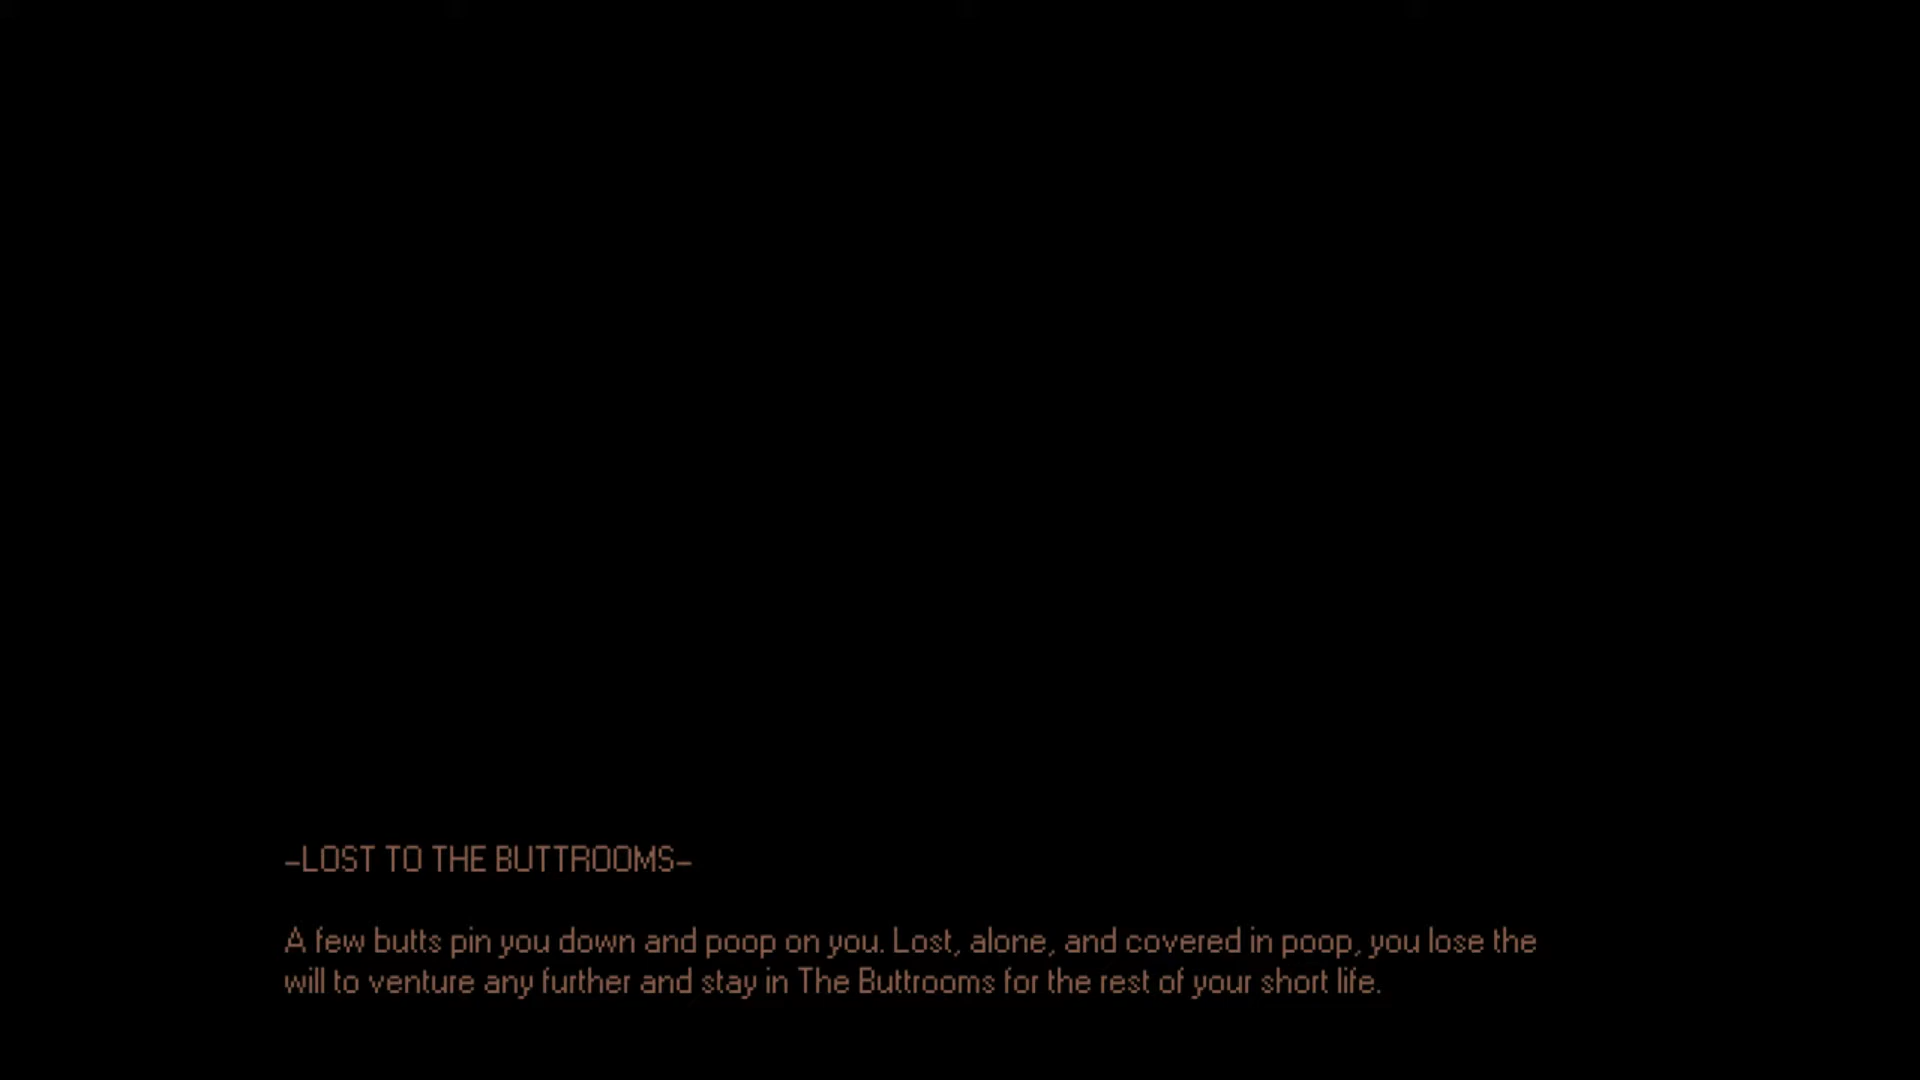 -LOST TO THE BUTTROOMS-
A few butts pin you down and poop on you. Lost, alone, and covered in poop, you lose the
will to venture any further and stay in The Buttrooms for the rest of your short life.